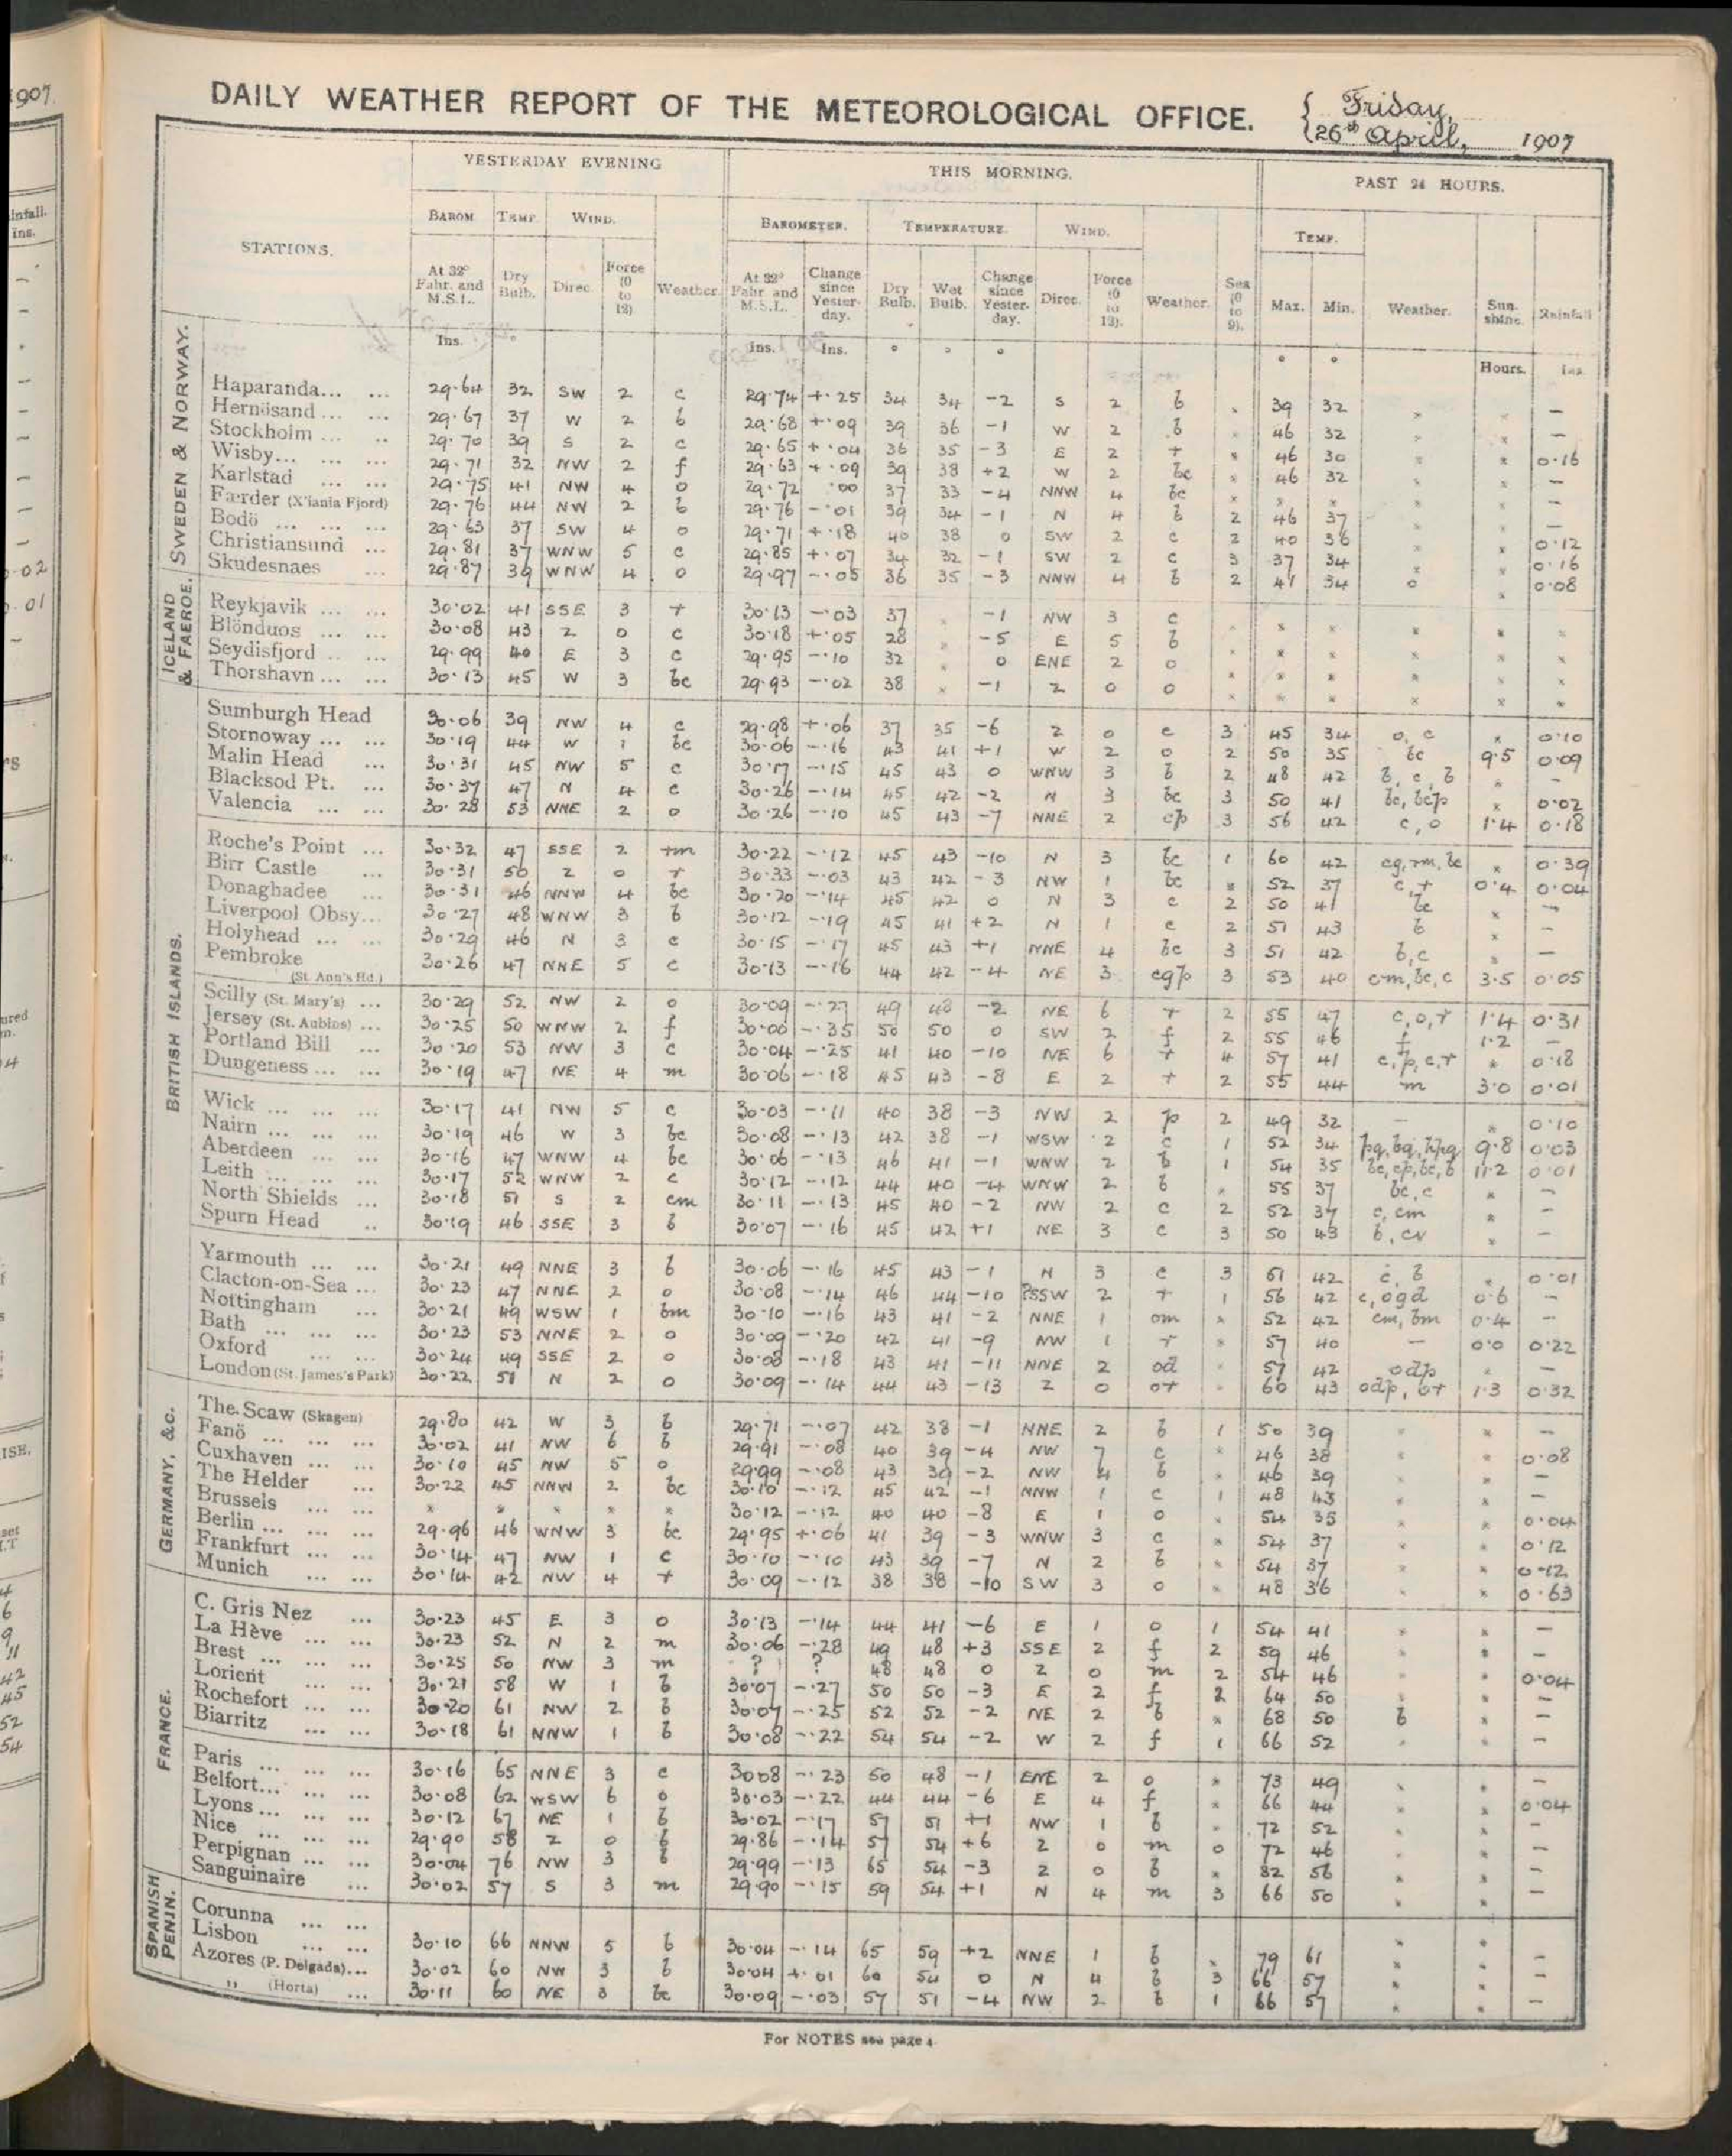 1907
infall.
ins.
DAILY WEATHER REPORT OF THE METEOROLOGICAL OFFICE. { Friday,
{ 26th April, 1907
STATIONS. YESTERDAY EVENING THIS MORNING. PAST 24 HOURS.
BAROM TEMP WIND. Weather. BAROMETER. TEMPERATURE. WIND. Weather. Sea (0 to 9). TEMP. Weather. Sunshine. Rainfall
At 32° Fahr. and M.S.L. Dry Bulb. Direc. Force (0 to 12) At 32° Fahr. and M.S.L. Change since Yesterday. Dry Bulb. Wet Bulb. Change since Yesterday. Direc. Force (0 to 12). Max. Min.
Ins. ° Ins. Ins. ° ° ° ° ° Hours. Ins.
SWEDEN & NORWAY.
Haparanda... ... 29·64 32 SW 2 c 29·74 +·25 34 34 -2 S 2 b × 39 32 × × —
Hernösand ... ... 29·67 37 W 2 b 29·68 +·09 39 36 -1 W 2 b × 46 32 × × —
Stockholm ... .. 29·70 39 S 2 c 29·65 +·04 36 35 -3 E 2 r × 46 30 × × 0·16
Wisby... ... ... 29·71 32 NW 2 f 29·63 +·09 39 38 +2 W 2 bc × 46 32 × × —
Karlstad ... ... 29·75 41 NW 4 o 29·72 ·00 37 33 -4 NNW 4 bc × × × × × —
Færder (X'iania Fjord) 29·76 44 NW 2 b 29·76 -·01 39 34 -1 N 4 b 2 46 37 × × —
Bodö ... ... ... 29·63 37 SW 4 o 29·71 +·18 40 38 0 SW 2 c 2 40 36 × × 0·12
Christiansund ... 29·81 37 WNW 5 c 29·85 +·07 34 32 -1 SW 2 c 3 37 34 × × 0·16
Skudesnaes ... 29·87 39 WNW 4 o 29·97 -·05 36 35 -3 NNW 4 b 2 41 34 o × 0·08
ICELAND & FAEROE.
Reykjavik ... ... 30·02 41 SSE 3 r 30·13 -·03 37 × -1 NW 3 c × × × × ×
Blönduos ... ... 30·08 43 Z 0 c 30·18 +·05 28 × -5 E 5 b × × × × × ×
Seydisfjord .. ... 29·99 40 E 3 c 29·95 -·10 32 × 0 ENE 2 o × × × × × ×
Thorshavn ... ... 30·13 45 W 3 bc 29·93 -·02 38 × -1 Z 0 o × × × × × ×
BRITISH ISLANDS.
Sumburgh Head 30·06 39 NW 4 c 29·98 +·06 37 35 -6 Z 0 c 3 45 34 o, c × 0·10
Stornoway ... ... 30·19 44 W 1 bc 30·06 -·16 43 41 +1 W 2 o 2 50 35 bc 9·5 0·09
Malin Head ... 30·31 45 NW 5 c 30·17 -·15 45 43 0 WNW 3 b 2 48 42 b, c, b × —
Blacksod Pt. ... 30·37 47 N 4 c 30·26 -·14 45 42 -2 N 3 bc 3 50 41 bc, bcp × 0·02
Valencia ... ... 30·28 53 NNE 2 o 30·26 -·10 45 43 -7 NNE 2 cp 3 56 42 c, o 1·4 0·18
Roche's Point ... 30·32 47 SSE 2 rm 30·22 -·12 45 43 -10 N 3 bc 1 60 42 cg, rm, bc × 0·39
Birr Castle ... 30·31 50 Z 0 r 30·33 -·03 43 42 -3 NW 1 bc × 52 37 c, r 0·4 0·04
Donaghadee ... 30·31 46 NNW 4 bc 30·20 -·14 45 42 0 N 3 c 2 50 41 bc × —
Liverpool Obsy... 30·27 48 WNW 3 b 30·12 -·19 45 41 +2 N 1 c 2 51 43 b × —
Holyhead ... ... 30·29 46 N 3 c 30·15 -·17 45 43 +1 NNE 4 bc 3 51 42 b, c × —
Pembroke (St. Ann's Hd.) 30·26 47 NNE 5 c 30·13 -·16 44 42 -4 NE 3 cgp 3 53 40 cm, bc, c 3·5 0·05
Scilly (St. Mary's) ... 30·29 52 NW 2 o 30·09 -·27 49 48 -2 NE 6 r 2 55 47 c, o, r 1·4 0·31
Jersey (St. Aubins) ... 30·25 50 WNW 2 f 30·00 -·35 50 50 0 SW 2 f 2 55 46 f 1·2 —
Portland Bill ... 30·20 53 NW 3 c 30·04 -·25 41 40 -10 NE 6 r 4 57 41 c, p, c, r × 0·18
Dungeness ... ... 30·19 47 NE 4 m 30·06 -·18 45 43 -8 E 2 r 2 55 44 m 3·0 0·01
Wick ... ... ... 30·17 41 NW 5 c 30·03 -·11 40 38 -3 NW 2 p 2 49 32 — × 0·10
Nairn ... ... ... 30·19 46 W 3 bc 30·08 -·13 42 38 -1 WSW 2 c 1 52 34 pq, bq, hpq 9·8 0·03
Aberdeen ... ... 30·16 47 WNW 4 bc 30·06 -·13 46 41 -1 WNW 2 b 1 54 35 bc, cp, bc, b 11·2 0·01
Leith ... ... ... 30·17 52 WNW 2 c 30·12 -·12 44 40 -4 WNW 2 b × 55 37 bc, c × —
North Shields ... 30·18 51 S 2 cm 30·11 -·13 45 40 -2 NW 2 c 2 52 37 c, cm × —
Spurn Head .. 30·19 46 SSE 3 b 30·07 -·16 45 42 +1 NE 3 c 3 50 43 b, cv × —
Yarmouth ... ... 30·21 49 NNE 3 b 30·06 -·16 45 43 -1 N 3 c 3 61 42 c, b × 0·01
Clacton-on-Sea ... 30·23 47 NNE 2 o 30·08 -·14 46 44 -10 ?SSW 2 r 1 56 42 c, ogd 0·6 —
Nottingham ... 30·21 49 WSW 1 bm 30·10 -·16 43 41 -2 NNE 1 om × 52 42 cm, bm 0·4 —
Bath ... ... ... 30·23 53 NNE 2 o 30·09 -·20 42 41 -9 NW 1 r × 57 40 — 0·0 0·22
Oxford ... ... 30·24 49 SSE 2 o 30·08 -·18 43 41 -11 NNE 2 od × 57 42 odp × —
London (St. James's Park) 30·22 51 N 2 o 30·09 -·14 44 43 -13 Z 0 or × 60 43 odp, or 1·3 0·32
GERMANY, &c.
The Scaw (Skagen) 29·80 42 W 3 b 29·71 -·07 42 38 -1 NNE 2 b 1 50 39 × × —
Fanö ... ... ... 30·02 41 NW 6 b 29·91 -·08 40 39 -4 NW 7 c × 46 38 × × 0·08
Cuxhaven ... ... 30·10 45 NW 5 o 29·99 -·08 43 39 -2 NW 4 b × 46 39 × × —
The Helder ... 30·22 45 NNW 2 bc 30·10 -·12 45 42 -1 NNW 1 c 1 48 43 × × —
Brussels ... ... × × × × × 30·12 -·12 40 40 -8 E 1 o × 54 35 × × 0·04
Berlin ... ... ... 29·96 46 WNW 3 bc 29·95 +·06 41 39 -3 WNW 3 c × 54 37 × × 0·12
Frankfurt ... ... 30·14 47 NW 1 c 30·10 -·10 43 39 -7 N 2 b × 54 37 × × 0·12
Munich ... ... 30·14 42 NW 4 r 30·09 -·12 38 38 -10 SW 3 o × 48 36 × × 0·63
FRANCE.
C. Gris Nez ... 30·23 45 E 3 o 30·13 -·14 44 41 -6 E 1 o 1 54 41 × × —
La Hève ... ... 30·23 52 N 2 m 30·06 -·28 49 48 +3 SSE 2 f 2 59 46 × × —
Brest ... ... ... 30·25 50 NW 3 m ? ? 48 48 0 Z 0 m 2 54 46 × × 0·04
Lorient ... ... 30·21 58 W 1 b 30·07 -·27 50 50 -3 E 2 f 2 64 50 × × —
Rochefort ... ... 30·20 61 NW 2 b 30·07 -·25 52 52 -2 NE 2 b × 68 50 b × —
Biarritz ... ... 30·18 61 NNW 1 b 30·08 -·22 54 54 -2 W 2 f 1 66 52 × × —
Paris ... ... ... 30·16 65 NNE 3 c 30·08 -·23 50 48 -1 ENE 2 o × 73 49 × × —
Belfort... ... ... 30·08 62 WSW 6 o 30·03 -·22 44 44 -6 E 4 f × 66 44 × × 0·04
Lyons ... ... ... 30·12 67 NE 1 b 30·02 -·17 57 51 +1 NW 1 b × 72 52 × × —
Nice ... ... ... 29·90 58 Z 0 b 29·86 -·14 57 54 +6 Z 0 m 0 72 46 × × —
Perpignan ... ... 30·04 76 NW 3 b 29·99 -·13 65 54 -3 Z 0 b × 82 56 × × —
Sanguinaire ... 30·02 57 S 3 m 29·90 -·15 59 54 +1 N 4 m 3 66 50 × × —
SPANISH PENIN.
Corunna ... ...
Lisbon ... ... 30·10 66 NNW 5 b 30·04 -·14 65 59 +2 NNE 1 b × 79 61 × × —
Azores (P. Delgada)... 30·02 60 NW 3 b 30·04 +·01 60 54 0 N 4 b 3 66 57 × × —
,, (Horta) ... 30·11 60 NE 3 bc 30·09 -·03 57 51 -4 NW 2 b 1 66 57 × × —
For NOTES see page 4.